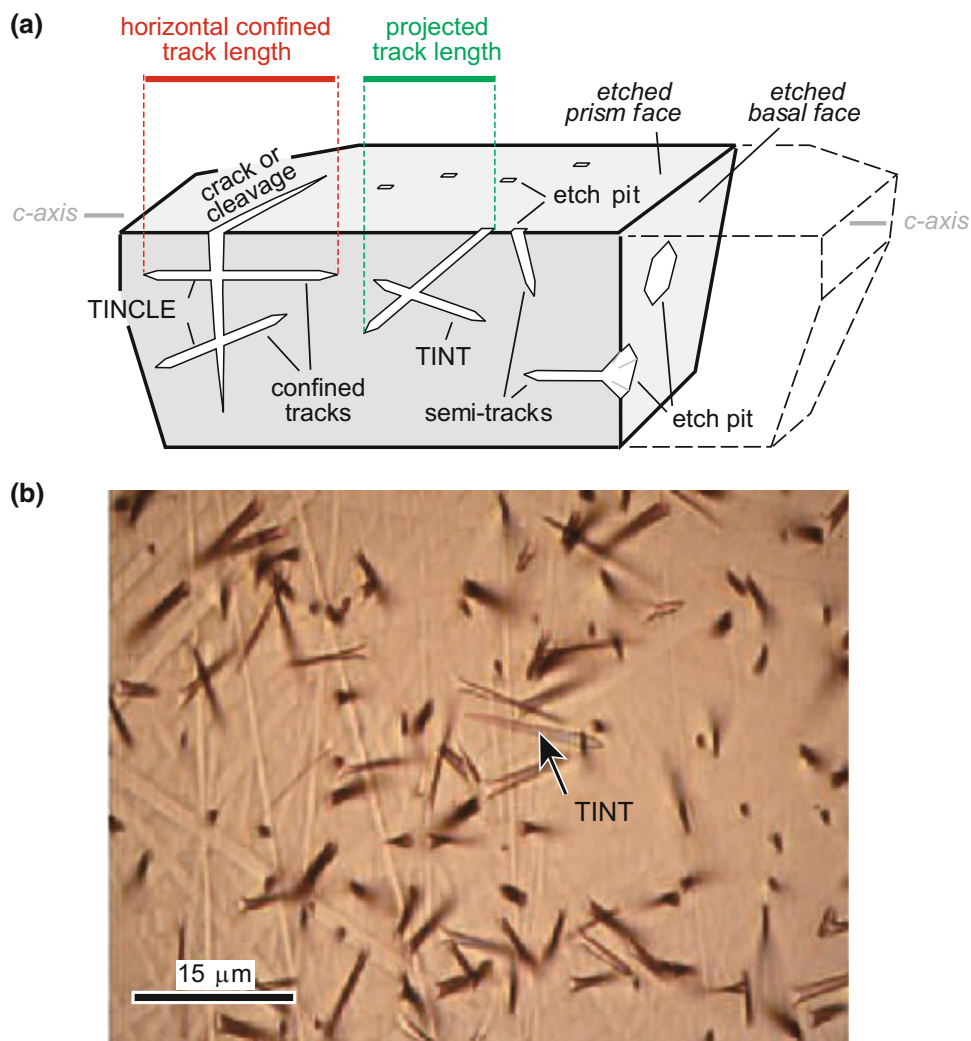 (a)
horizontal confined
track length
projected
track length
etched
prism face
etched
basal face
crack or
cleavage
etch pit
c-axis
c-axis
TINCLE
TINT
confined
tracks
semi-tracks
etch pit
(b)
TINT
15 μm